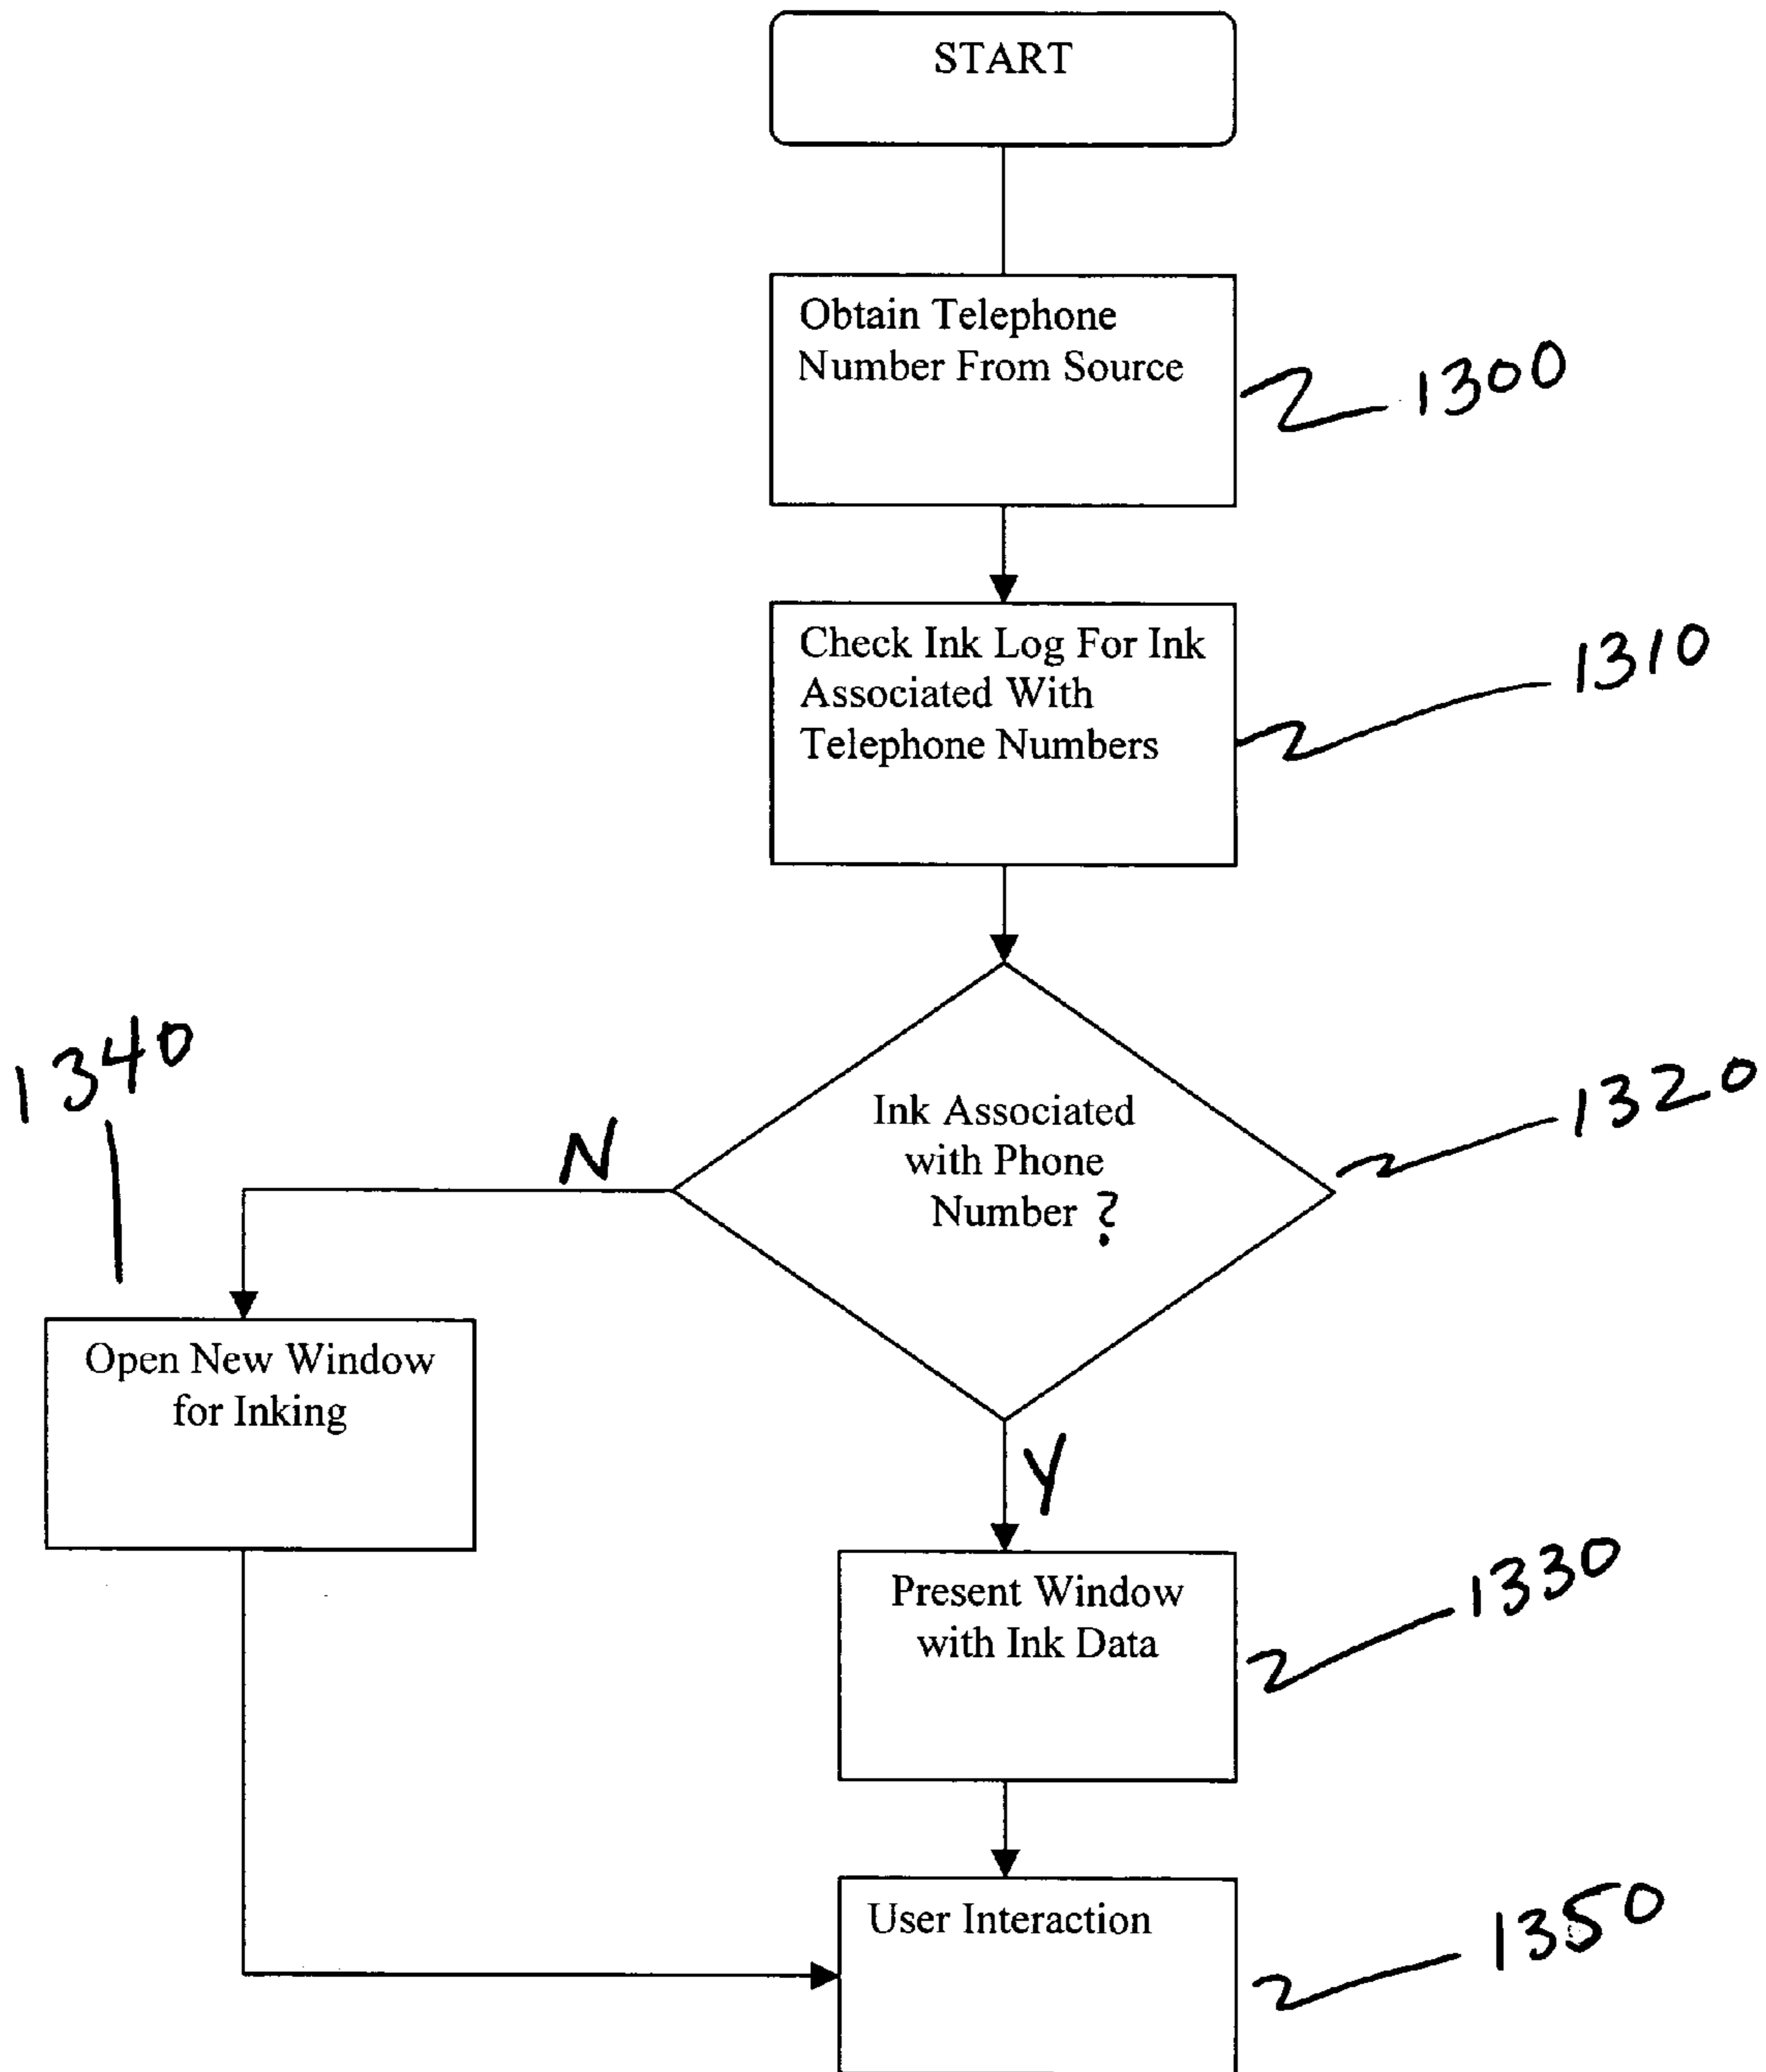 START
Obtain Telephone
Number From Source
1300
Check Ink Log For Ink
Associated With
Telephone Numbers
1310
Ink Associated
with Phone
Number ?
1320
N
1340
Open New Window
for Inking
Y
Present Window
with Ink Data
1330
User Interaction
1350